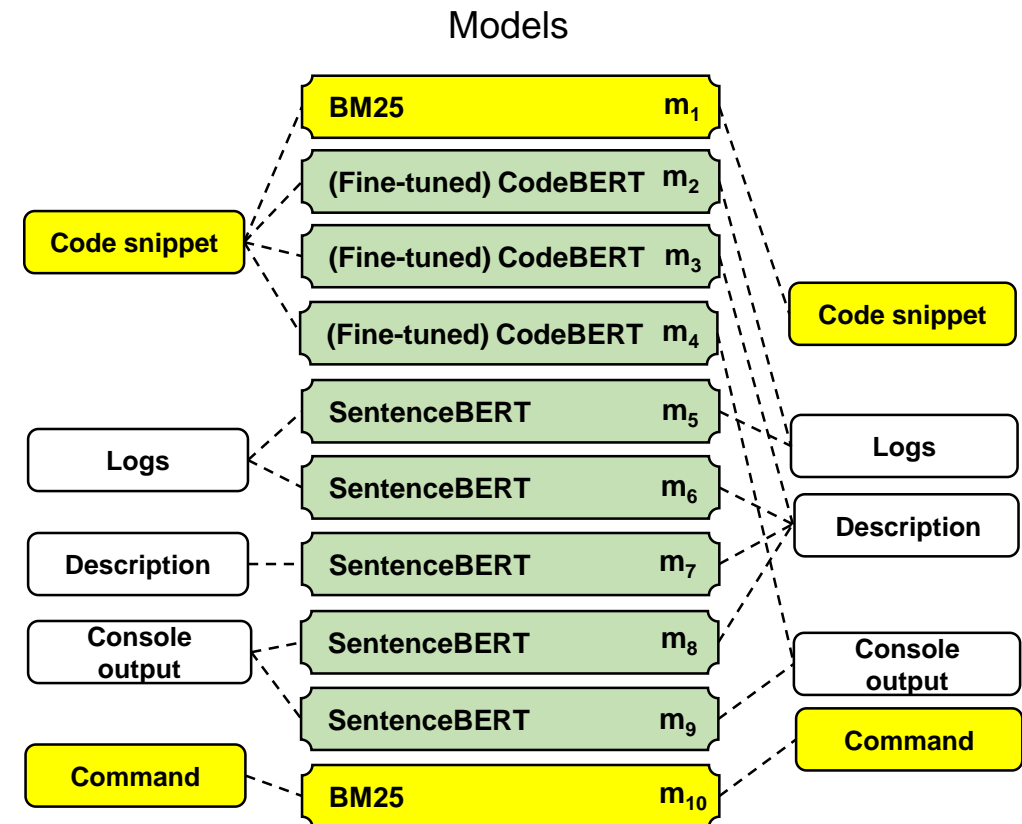 Models
BM25 m₁
(Fine-tuned) CodeBERT m₂
Code snippet
(Fine-tuned) CodeBERT m₃
Code snippet
(Fine-tuned) CodeBERT m₄
SentenceBERT m₅
Logs
Logs
SentenceBERT m₆
Description
Description
SentenceBERT m₇
Console
output
SentenceBERT m₈
Console
output
SentenceBERT m₉
Command
Command
BM25 m₁₀